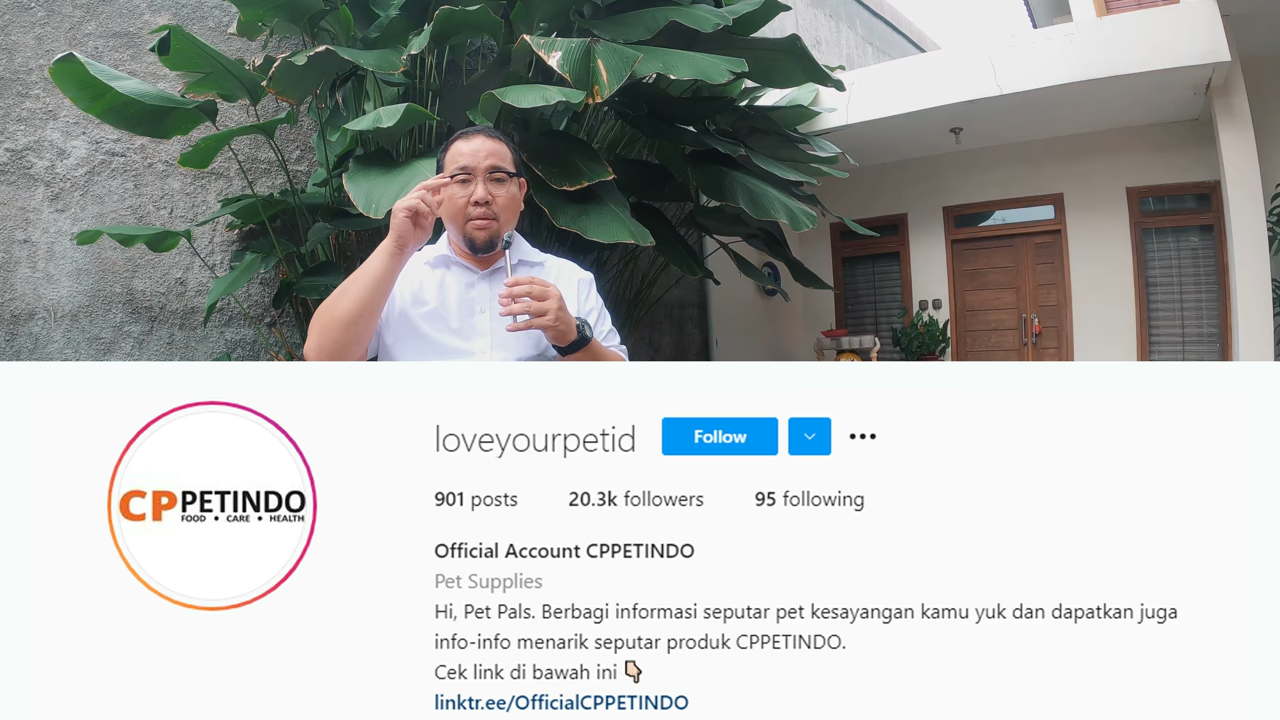 CPPETINDO
FOOD • CARE • HEALTH
loveyourpetid
Follow
901 posts 20.3k followers 95 following
Official Account CPPETINDO
Pet Supplies
Hi, Pet Pals. Berbagi informasi seputar pet kesayangan kamu yuk dan dapatkan juga
info-info menarik seputar produk CPPETINDO.
Cek link di bawah ini 👇🏻
linktr.ee/OfficialCPPETINDO